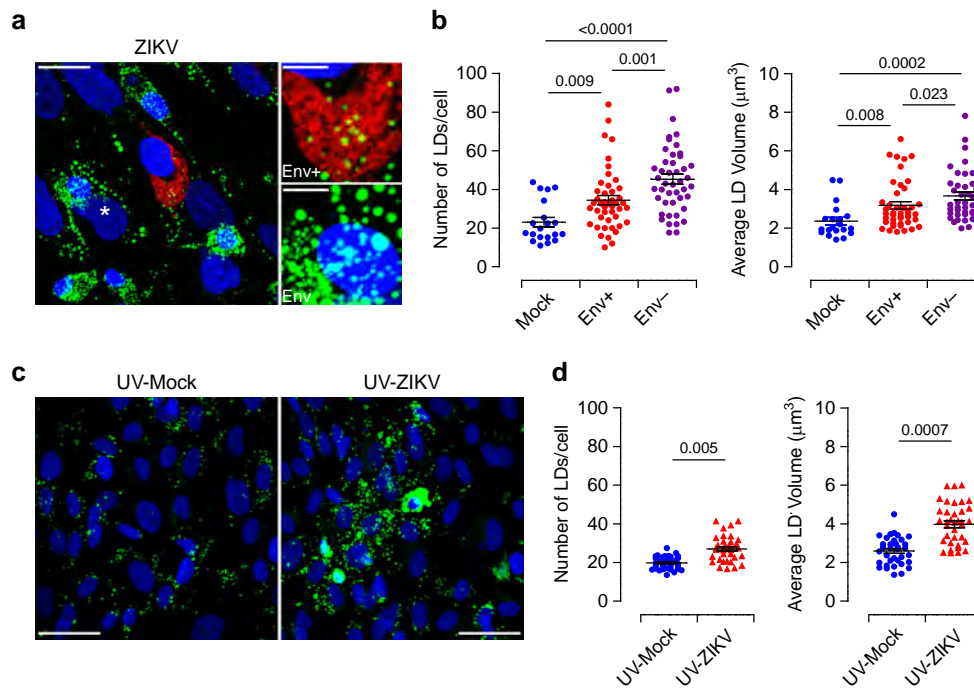 a
ZIKV
*
Env+
Env
b
<0.0001
0.009
0.001
Number of LDs/cell
100
80
60
40
20
0
Mock
Env+
Env–
0.0002
0.008
0.023
Average LD Volume (μm³)
10
8
6
4
2
0
Mock
Env+
Env–
c
UV-Mock
UV-ZIKV
d
0.005
Number of LDs/cell
100
80
60
40
20
0
UV-Mock
UV-ZIKV
0.0007
Average LD Volume (μm³)
10
8
6
4
2
0
UV-Mock
UV-ZIKV